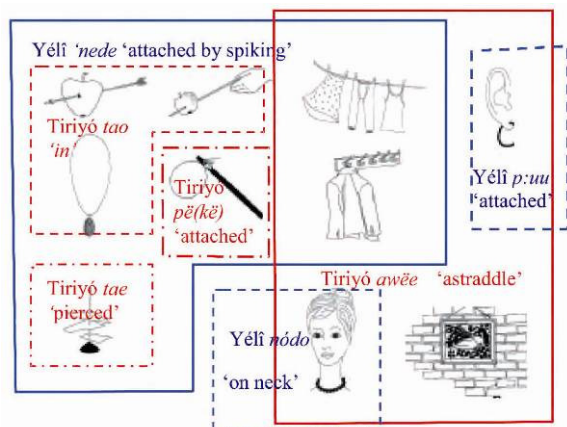 Yélî 'nede 'attached by spiking'
Tiriyó tao
'in'
Tiriyó
pë(kë)
'attached'
Yélî p:uu
'attached'
Tiriyó tae
'pierced'
Tiriyó awëe 'astraddle'
Yélî nódo
'on neck'